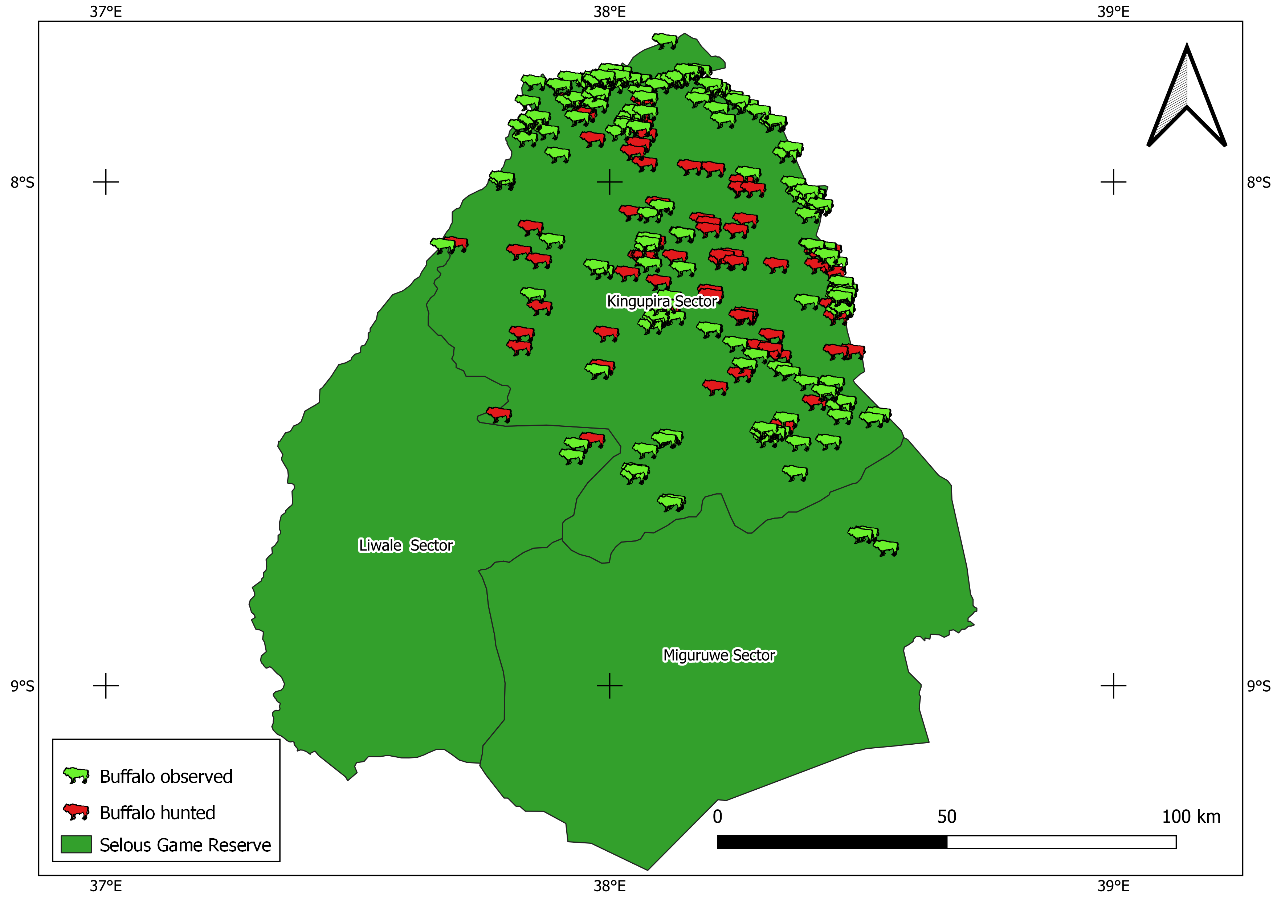 37°E 38°E 39°E
8°S 8°S
Kingupira Sector
Liwale Sector
Miguruwe Sector
9°S 9°S
Buffalo observed
Buffalo hunted
Selous Game Reserve
0 50 100 km
37°E 38°E 39°E